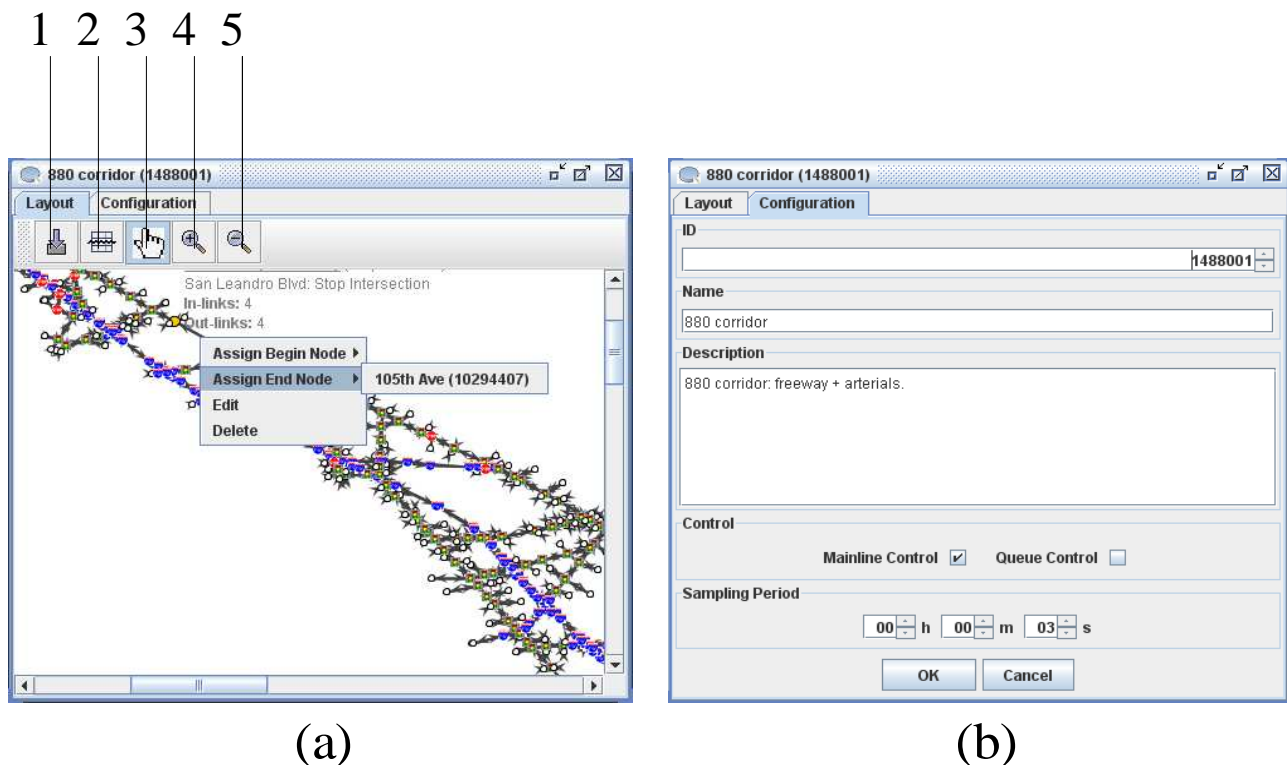 1 2 3 4 5
880 corridor (1488001)
Layout Configuration
San Leandro Blvd: Stop Intersection
In-links: 4
Out-links: 4
Assign Begin Node
Assign End Node
105th Ave (10294407)
Edit
Delete
(a)
880 corridor (1488001)
Layout Configuration
ID
1488001
Name
880 corridor
Description
880 corridor: freeway + arterials.
Control
Mainline Control Queue Control
Sampling Period
00 h 00 m 03 s
OK Cancel
(b)